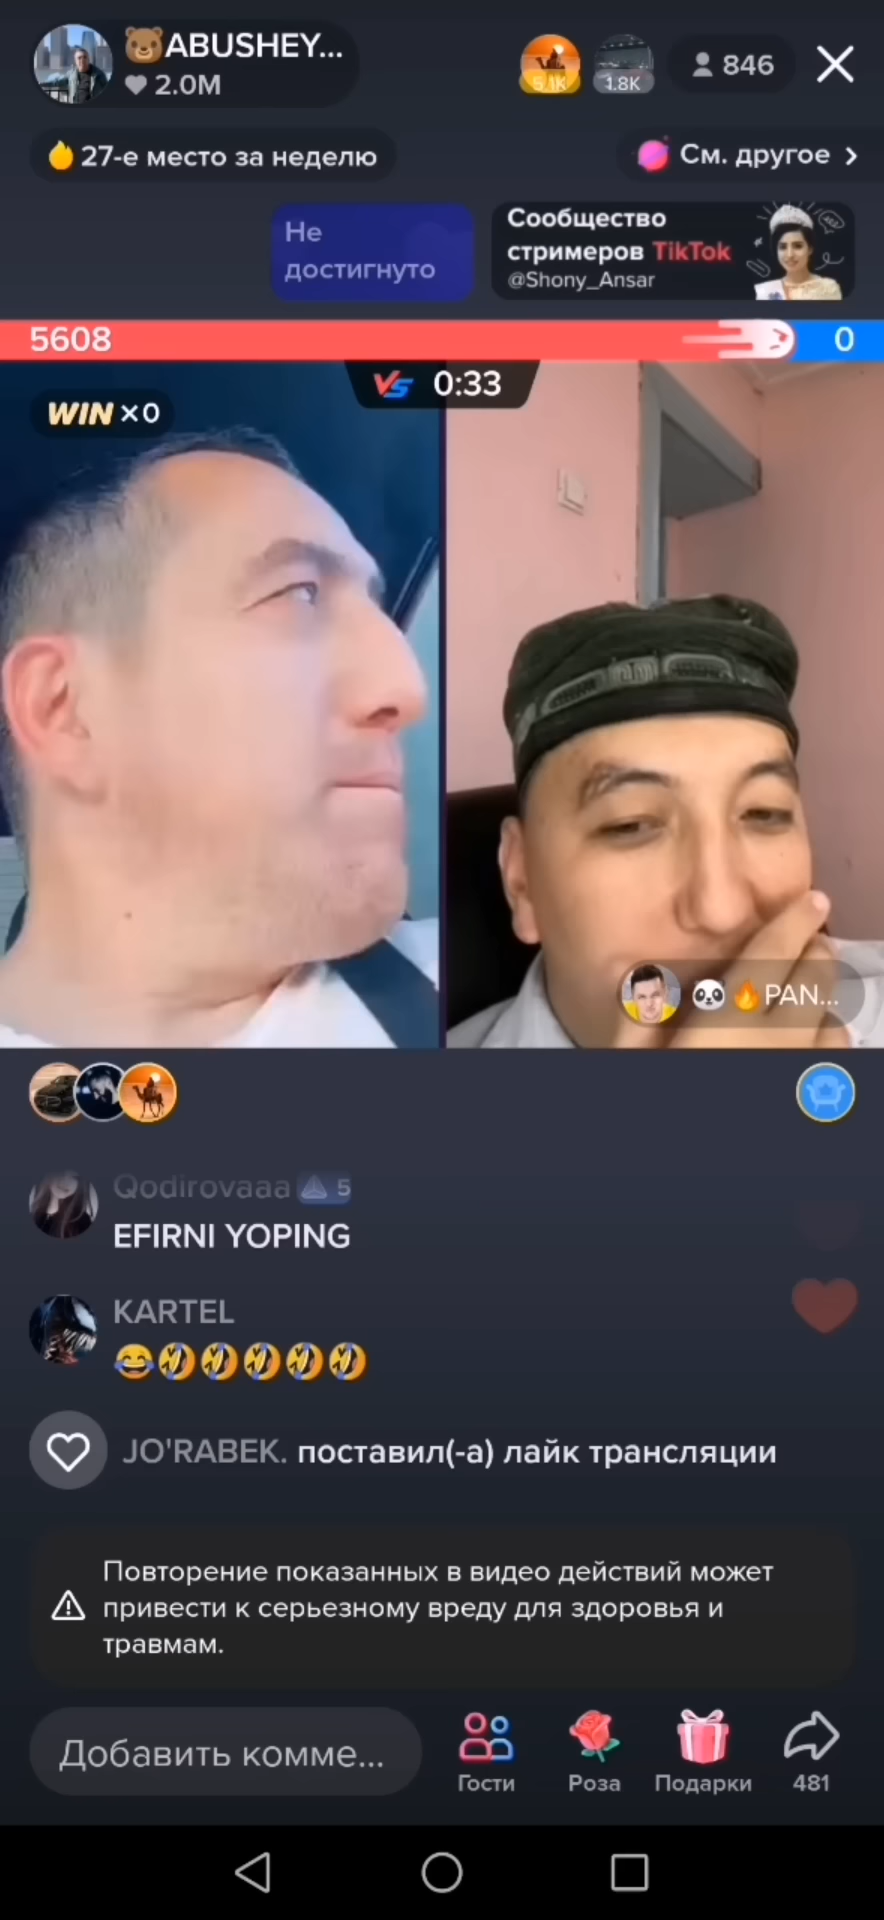 🐻ABUSHEY...
2.0M
5.1K
1.8K
846
27-е место за неделю
См. другое
Не
достигнуто
Сообщество
стримеров TikTok
@Shony_Ansar
5608
0
VS 0:33
WIN ×0
🐼🔥PAN...
Qodirovaaa 5
EFIRNI YOPING
KARTEL
😂🤣🤣🤣🤣🤣
JO'RABEK. поставил(-а) лайк трансляции
Повторение показанных в видео действий может
привести к серьезному вреду для здоровья и
травмам.
Добавить комме...
Гости
Роза
Подарки
481